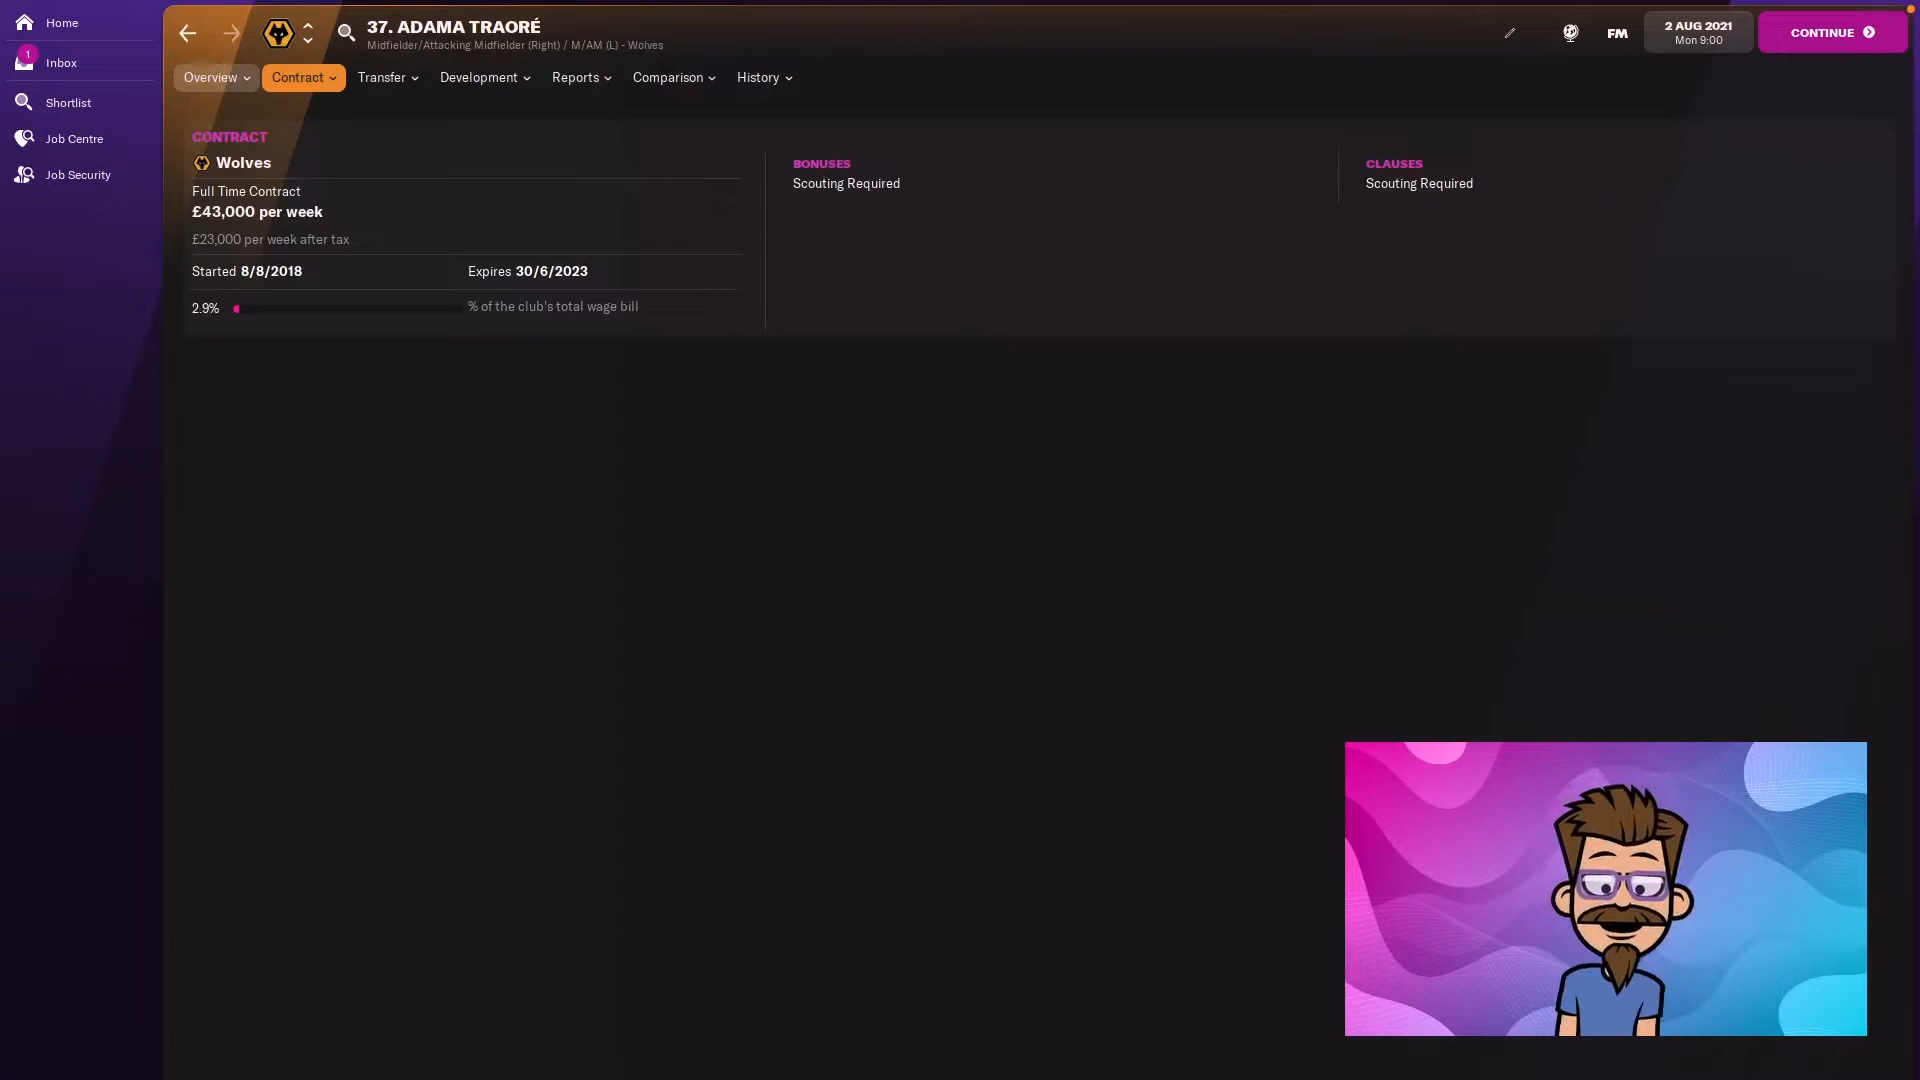 Home
1
Inbox
Shortlist
Job Centre
Job Security
37. ADAMA TRAORÉ
Midfielder/Attacking Midfielder (Right) / M/AM (L) - Wolves
FM
2 AUG 2021
Mon 9:00
CONTINUE
Overview
Contract
Transfer
Development
Reports
Comparison
History
CONTRACT
Wolves
Full Time Contract
£43,000 per week
£23,000 per week after tax
Started 8/8/2018
Expires 30/6/2023
2.9%
% of the club's total wage bill
BONUSES
Scouting Required
CLAUSES
Scouting Required